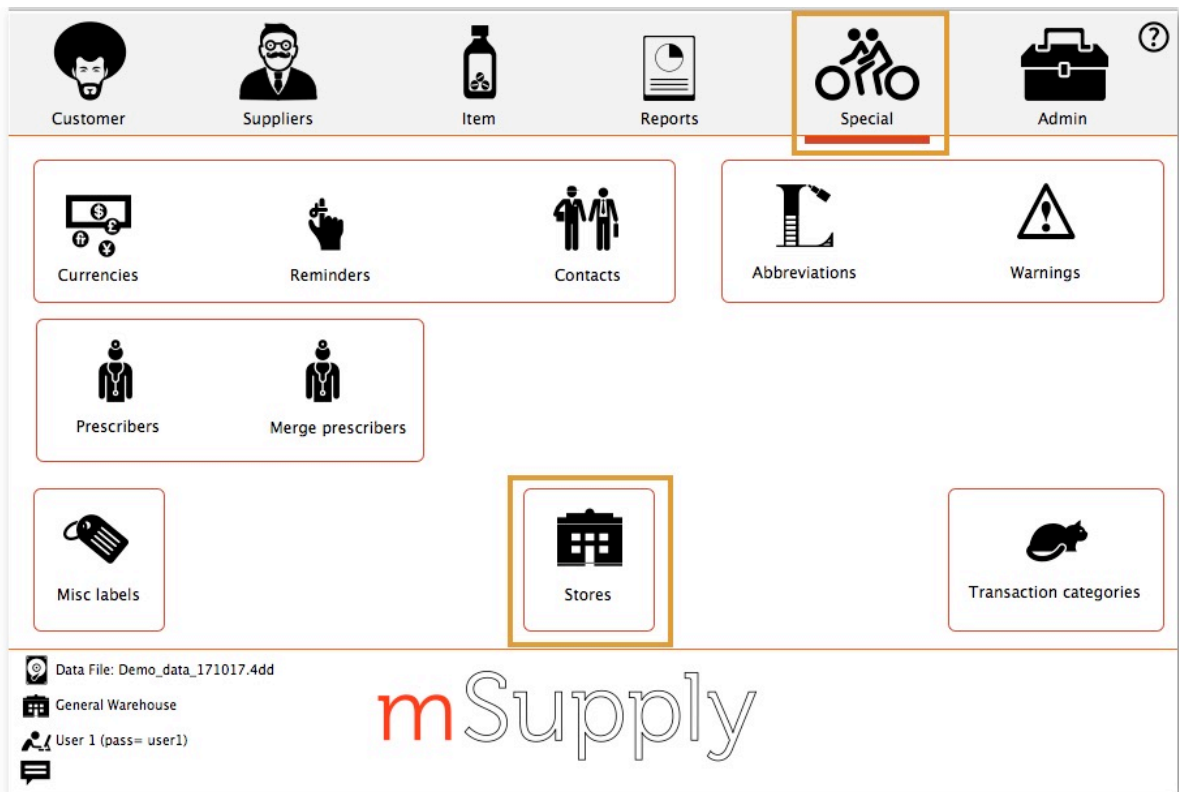 Customer
Suppliers
Item
Reports
Special
Admin
?
Currencies
Reminders
Contacts
Abbreviations
Warnings
Prescribers
Merge prescribers
Misc labels
Stores
Transaction categories
Data File: Demo_data_171017.4dd
General Warehouse
User 1 (pass= user1)
mSupply